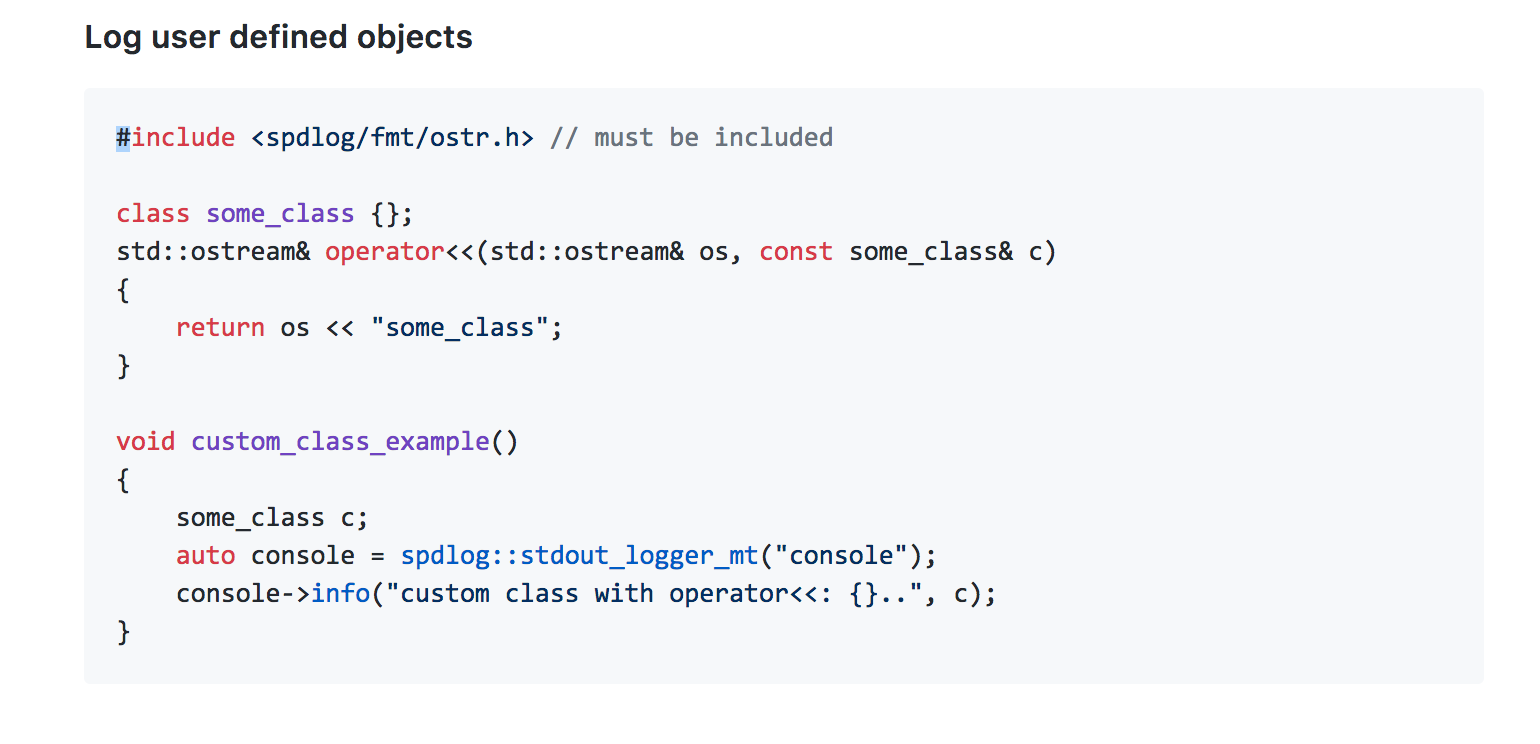 Log user defined objects
#include <spdlog/fmt/ostr.h> // must be included
class some_class {};
std::ostream& operator<<(std::ostream& os, const some_class& c)
{
    return os << "some_class";
}
void custom_class_example()
{
    some_class c;
    auto console = spdlog::stdout_logger_mt("console");
    console->info("custom class with operator<<: {}..", c);
}